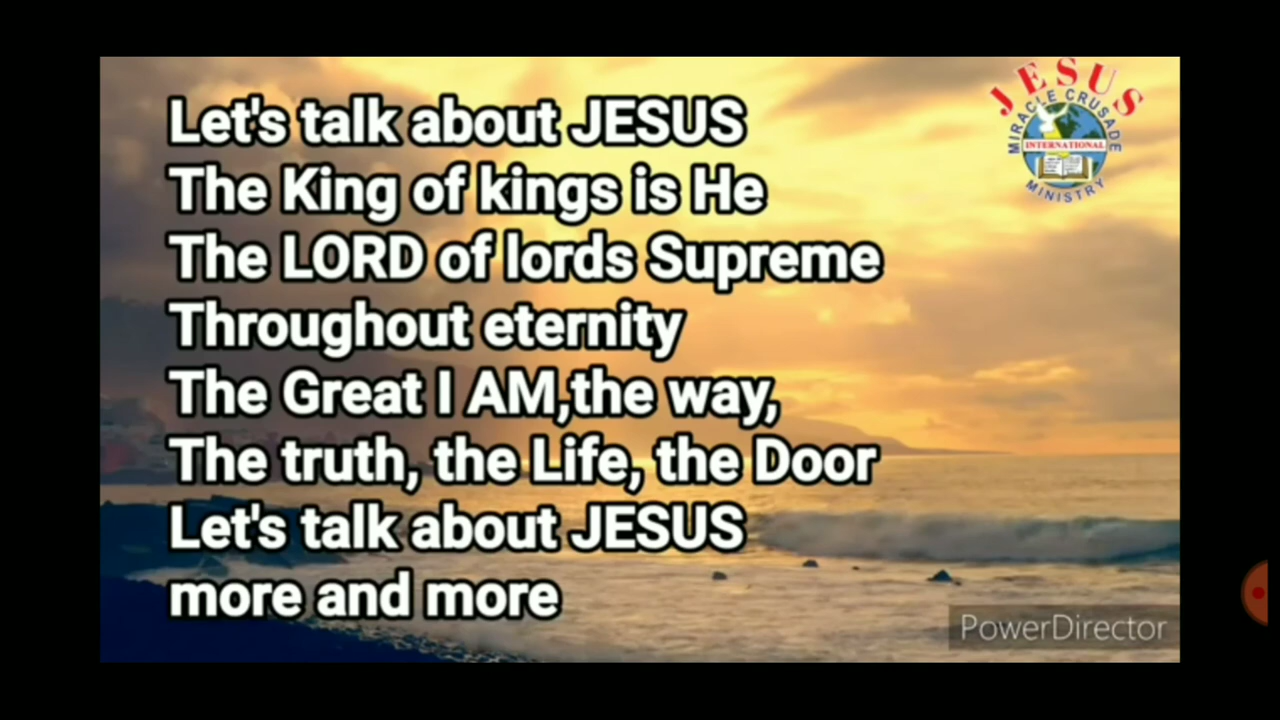 Let's talk about JESUS
The King of kings is He
The LORD of lords Supreme
Throughout eternity
The Great I AM,the way,
The truth, the Life, the Door
Let's talk about JESUS
more and more
JESUS
MIRACLE CRUSADE
INTERNATIONAL
MINISTRY
PowerDirector